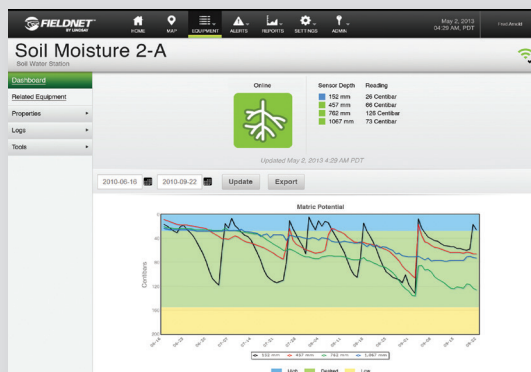 FIELDNET
BY LINDSAY
HOME
MAP
EQUIPMENT
ALERTS
REPORTS
SETTINGS
ADMIN
May 2, 2013
04:29 AM, PDT
Soil Moisture 2-A
Soil Water Station
Dashboard
Related Equipment
Properties
Logs
Tools
Online
Sensor Depth Reading
152 mm 26 Centibar
457 mm 66 Centibar
762 mm 126 Centibar
1067 mm 73 Centibar
Updated May 2, 2013 4:29 AM PDT
2010-06-16 2010-09-22 Update Export
Matric Potential
Centibars
High Desired Low